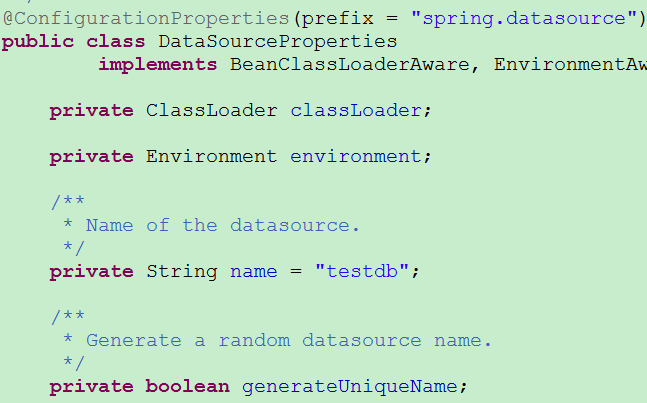 @ConfigurationProperties(prefix = "spring.datasource")
public class DataSourceProperties
        implements BeanClassLoaderAware, EnvironmentAw
    private ClassLoader classLoader;
    private Environment environment;
    /**
     * Name of the datasource.
     */
    private String name = "testdb";
    /**
     * Generate a random datasource name.
     */
    private boolean generateUniqueName;